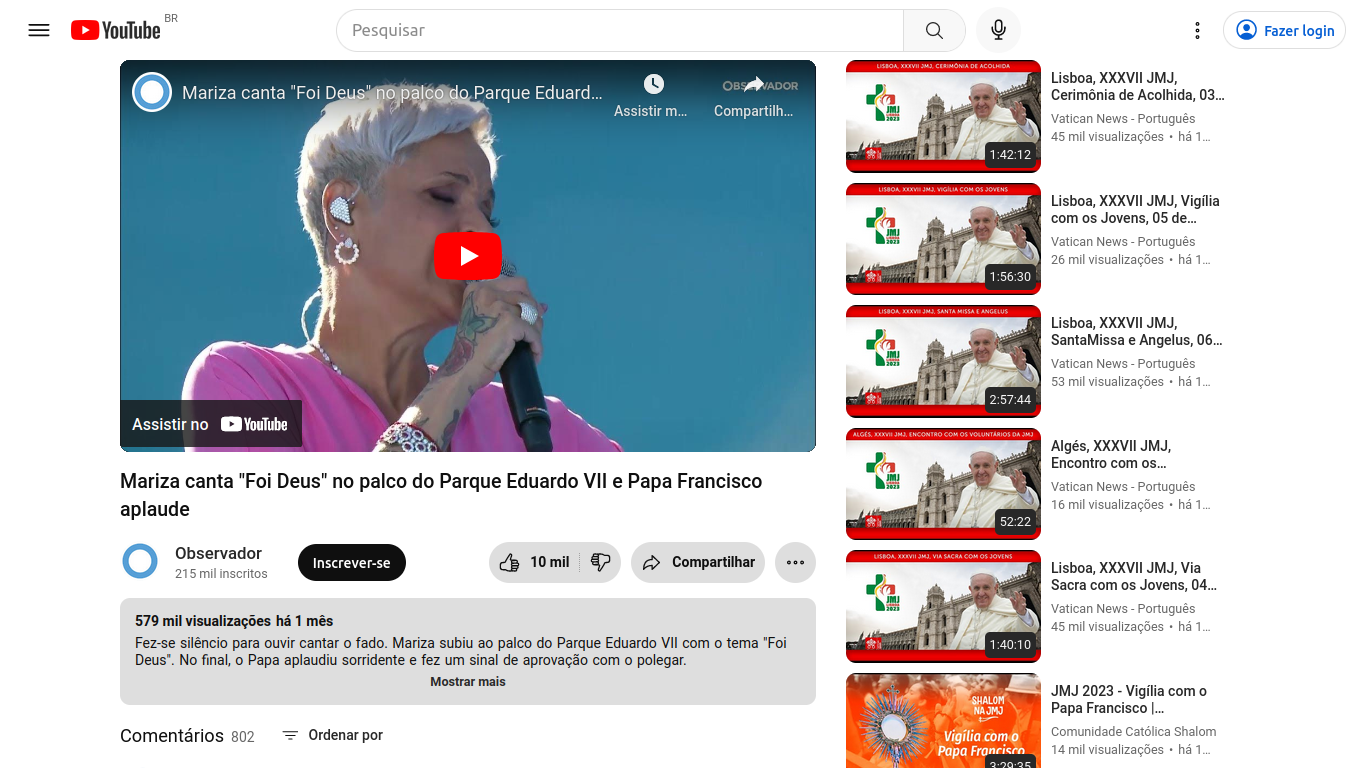 YouTube BR
Pesquisar
Fazer login
Mariza canta "Foi Deus" no palco do Parque Eduard...
Assistir m...
OBSERVADOR
Compartilh...
Assistir no YouTube
Mariza canta "Foi Deus" no palco do Parque Eduardo VII e Papa Francisco
aplaude
Observador
215 mil inscritos
Inscrever-se
10 mil
Compartilhar
579 mil visualizações há 1 mês
Fez-se silêncio para ouvir cantar o fado. Mariza subiu ao palco do Parque Eduardo VII com o tema "Foi
Deus". No final, o Papa aplaudiu sorridente e fez um sinal de aprovação com o polegar.
Mostrar mais
Comentários 802
Ordenar por
LISBOA, XXXVII JMJ, CERIMÔNIA DE ACOLHIDA
JMJ
LISBOA
2023
1:42:12
Lisboa, XXXVII JMJ,
Cerimônia de Acolhida, 03...
Vatican News - Português
45 mil visualizações • há 1...
LISBOA, XXXVII JMJ, VIGÍLIA COM OS JOVENS
JMJ
LISBOA
2023
1:56:30
Lisboa, XXXVII JMJ, Vigília
com os Jovens, 05 de...
Vatican News - Português
26 mil visualizações • há 1...
LISBOA, XXXVII JMJ, SANTA MISSA E ANGELUS
JMJ
LISBOA
2023
2:57:44
Lisboa, XXXVII JMJ,
SantaMissa e Angelus, 06...
Vatican News - Português
53 mil visualizações • há 1...
ALGÉS, XXXVII JMJ, ENCONTRO COM OS VOLUNTÁRIOS DA JMJ
JMJ
LISBOA
2023
52:22
Algés, XXXVII JMJ,
Encontro com os...
Vatican News - Português
16 mil visualizações • há 1...
LISBOA, XXXVII JMJ, VIA SACRA COM OS JOVENS
JMJ
LISBOA
2023
1:40:10
Lisboa, XXXVII JMJ, Via
Sacra com os Jovens, 04...
Vatican News - Português
45 mil visualizações • há 1...
SHALOM
NA JMJ
Vigília com o
Papa Francisco
3:29:35
JMJ 2023 - Vigília com o
Papa Francisco |...
Comunidade Católica Shalom
14 mil visualizações • há 1...